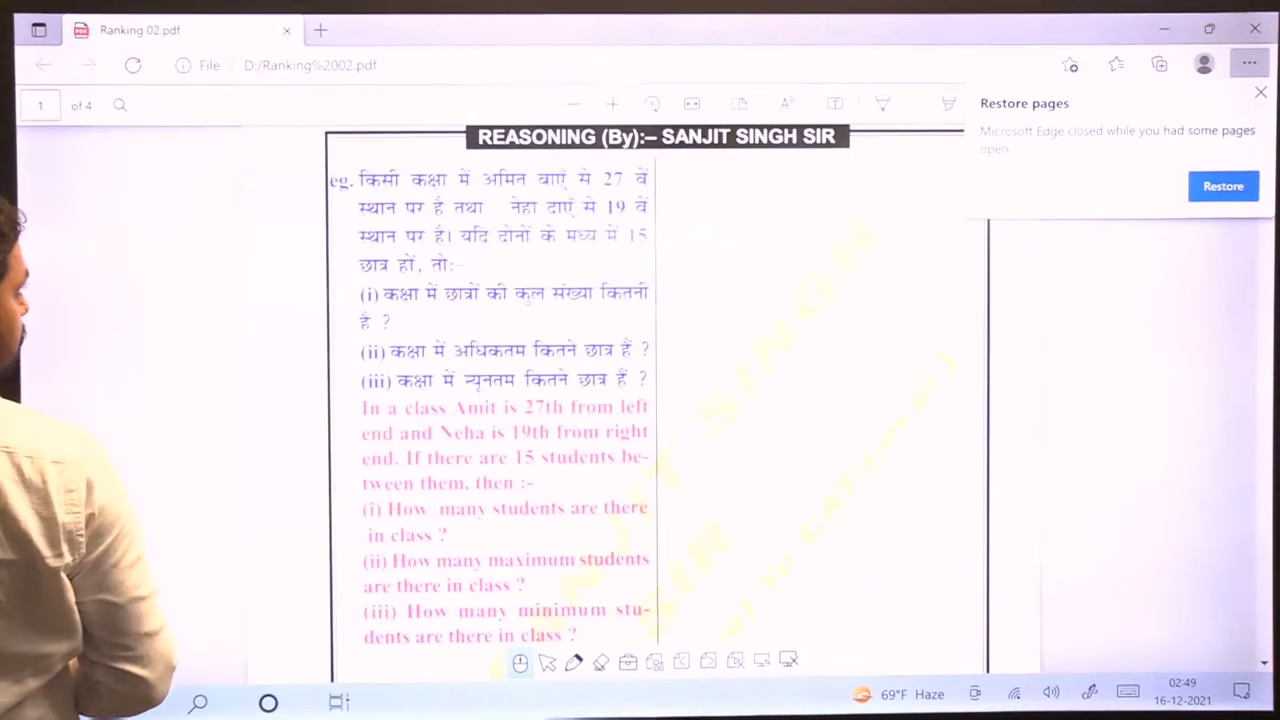 Ranking 02.pdf
File
D:/Ranking%2002.pdf
1 of 4
Restore pages
Microsoft Edge closed while you had some pages
open.
Restore
REASONING (By):– SANJIT SINGH SIR
eg. किसी कक्षा में अमित बाएँ से 27 वें
स्थान पर है तथा नेहा दाएँ से 19 वें
स्थान पर है। यदि दोनों के मध्य में 15
छात्र हों, तो:–
(i) कक्षा में छात्रों की कुल संख्या कितनी
है ?
(ii) कक्षा में अधिकतम कितने छात्र हैं ?
(iii) कक्षा में न्यूनतम कितने छात्र हैं ?
In a class Amit is 27th from left
end and Neha is 19th from right
end. If there are 15 students be-
tween them, then :-
(i) How many students are there
in class ?
(ii) How many maximum students
are there in class ?
(iii) How many minimum stu-
dents are there in class ?
69°F Haze
02:49
16-12-2021